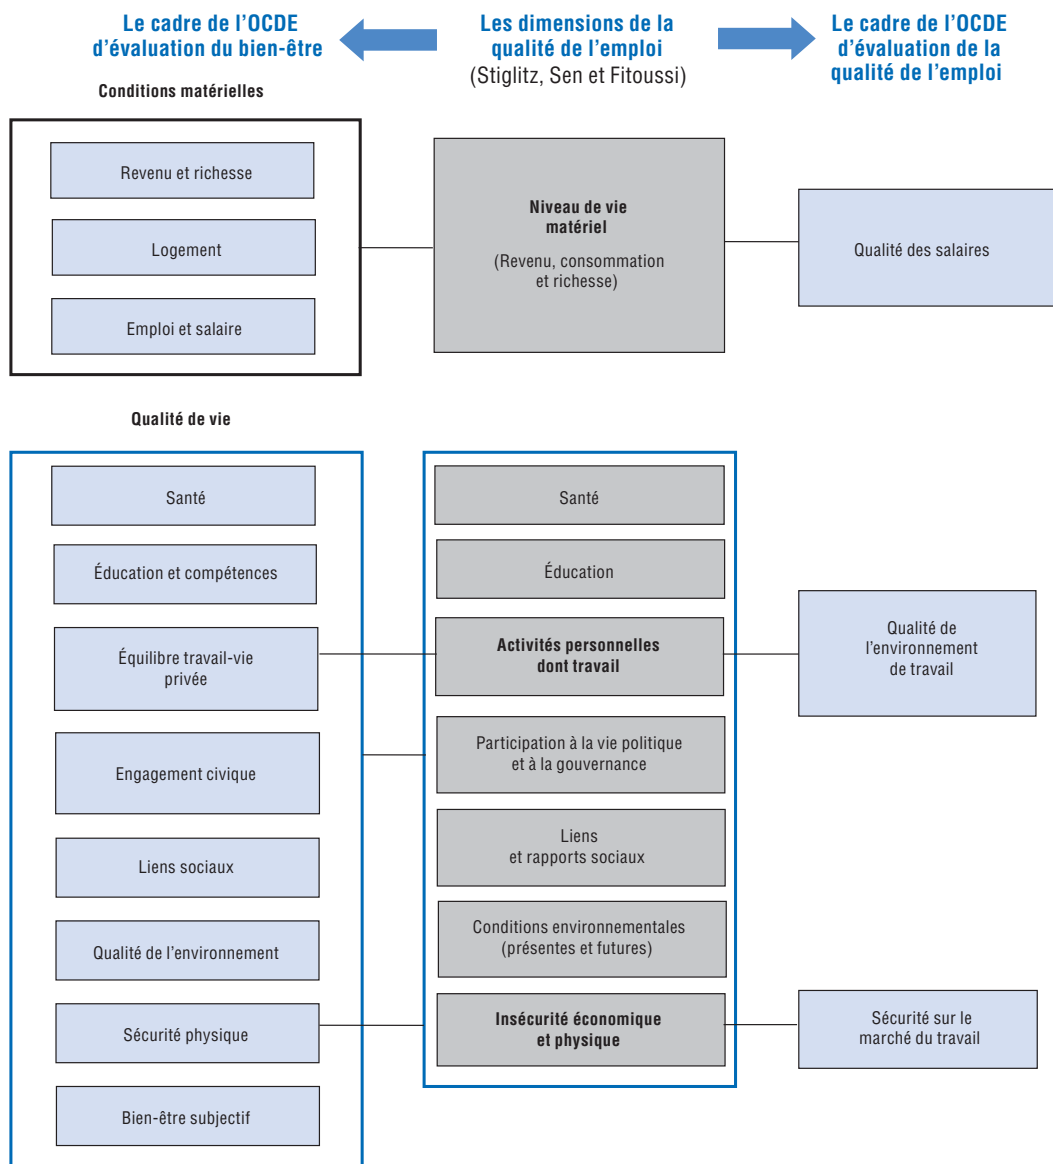 Le cadre de l’OCDE
d’évaluation du bien-être
Les dimensions de la
qualité de l’emploi
(Stiglitz, Sen et Fitoussi)
Le cadre de l’OCDE
d’évaluation de la
qualité de l’emploi
Conditions matérielles
Revenu et richesse
Logement
Emploi et salaire
Niveau de vie
matériel
(Revenu, consommation
et richesse)
Qualité des salaires
Qualité de vie
Santé
Éducation et compétences
Équilibre travail-vie
privée
Engagement civique
Liens sociaux
Qualité de l’environnement
Sécurité physique
Bien-être subjectif
Santé
Éducation
Activités personnelles
dont travail
Participation à la vie politique
et à la gouvernance
Liens
et rapports sociaux
Conditions environnementales
(présentes et futures)
Insécurité économique
et physique
Qualité de
l’environnement
de travail
Sécurité sur le
marché du travail